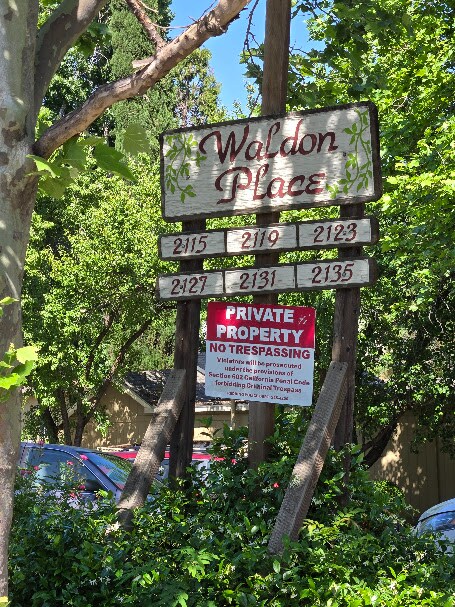 Waldon
Place
2115 2119 2123
2127 2131 2135
PRIVATE
PROPERTY
NO TRESPASSING
Violators will be prosecuted
under the provisions of
Section 602 California Penal Code
forbidding Criminal Trespass